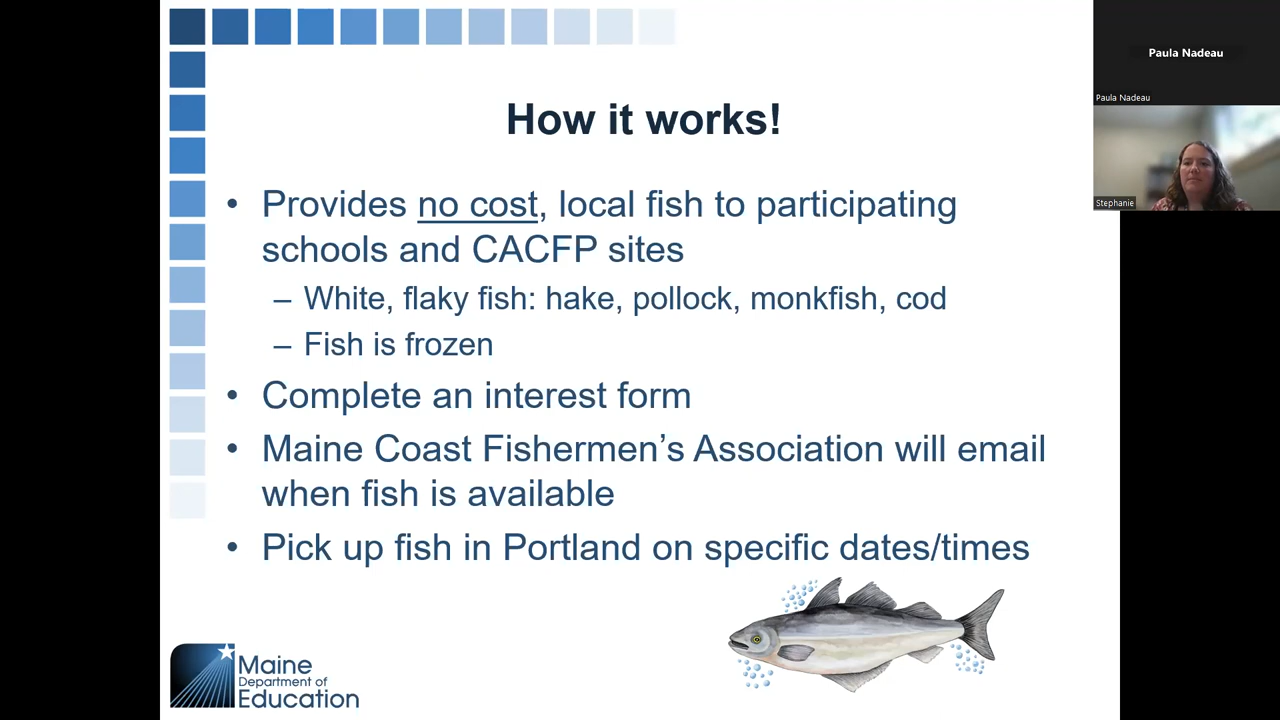 How it works!
• Provides no cost, local fish to participating
schools and CACFP sites
– White, flaky fish: hake, pollock, monkfish, cod
– Fish is frozen
• Complete an interest form
• Maine Coast Fishermen’s Association will email
when fish is available
• Pick up fish in Portland on specific dates/times
Maine
Department of
Education
Paula Nadeau
Paula Nadeau
Stephanie